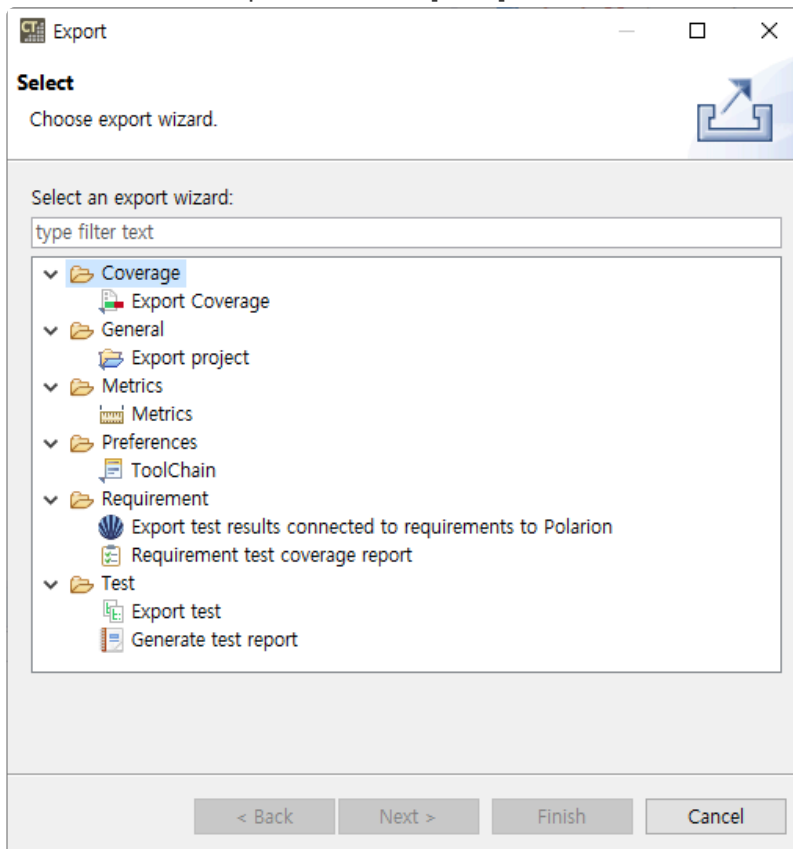 CT
Export
Select
Choose export wizard.
Select an export wizard:
type filter text
Coverage
Export Coverage
General
Export project
Metrics
Metrics
Preferences
ToolChain
Requirement
Export test results connected to requirements to Polarion
Requirement test coverage report
Test
Export test
Generate test report
< Back Next > Finish Cancel